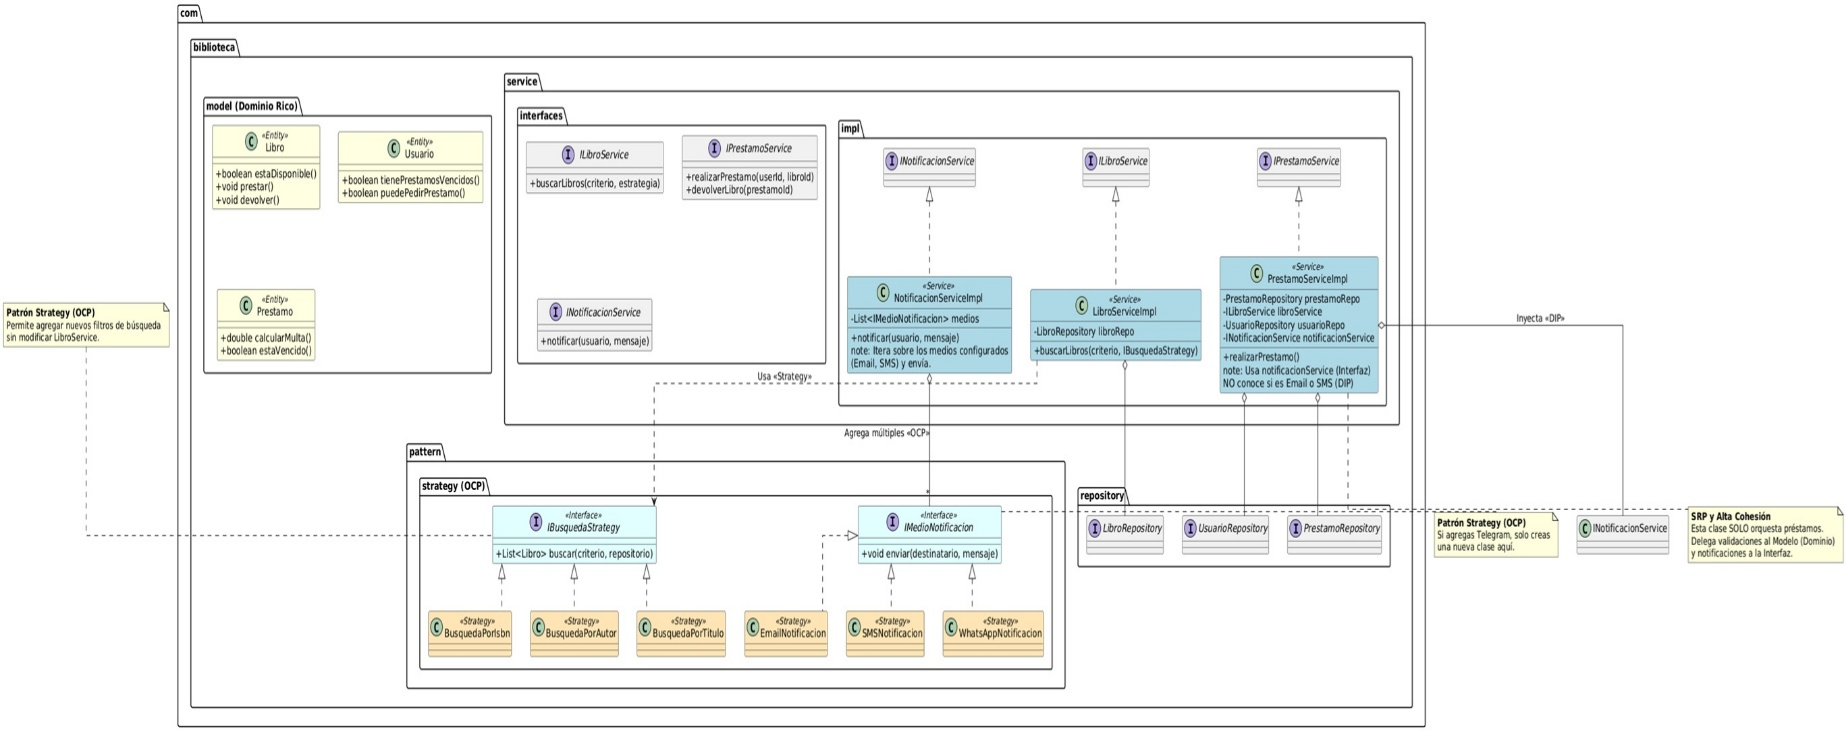 com
biblioteca
model (Dominio Rico)
C «Entity»
Libro
+boolean estaDisponible()
+void prestar()
+void devolver()
C «Entity»
Usuario
+boolean tienePrestamosVencidos()
+boolean puedePedirPrestamo()
C «Entity»
Prestamo
+double calcularMulta()
+boolean estaVencido()
service
interfaces
I ILibroService
+buscarLibros(criterio, estrategia)
I IPrestamoService
+realizarPrestamo(userId, libroId)
+devolverLibro(prestamoId)
I INotificacionService
+notificar(usuario, mensaje)
impl
I INotificacionService
I ILibroService
I IPrestamoService
C «Service»
NotificacionServiceImpl
-List<IMedioNotificacion> medios
+notificar(usuario, mensaje)
note: Itera sobre los medios configurados
(Email, SMS) y envía.
C «Service»
LibroServiceImpl
-LibroRepository libroRepo
+buscarLibros(criterio, IBusquedaStrategy)
C «Service»
PrestamoServiceImpl
-PrestamoRepository prestamoRepo
-ILibroService libroService
-UsuarioRepository usuarioRepo
-INotificacionService notificacionService
+realizarPrestamo()
note: Usa notificacionService (Interfaz)
NO conoce si es Email o SMS (DIP)
Inyecta «DIP»
Patrón Strategy (OCP)
Permite agregar nuevos filtros de búsqueda
sin modificar LibroService.
Usa «Strategy»
Agrega múltiples «OCP»
*
pattern
strategy (OCP)
I «Interface»
IBusquedaStrategy
+List<Libro> buscar(criterio, repositorio)
I «Interface»
IMedioNotificacion
+void enviar(destinatario, mensaje)
C «Strategy»
BusquedaPorIsbn
C «Strategy»
BusquedaPorAutor
C «Strategy»
BusquedaPorTitulo
C «Strategy»
EmailNotificacion
C «Strategy»
SMSNotificacion
C «Strategy»
WhatsAppNotificacion
repository
I LibroRepository
I UsuarioRepository
I PrestamoRepository
Patrón Strategy (OCP)
Si agregas Telegram, solo creas
una nueva clase aquí.
C INotificacionService
SRP y Alta Cohesión
Esta clase SOLO orquesta préstamos.
Delega validaciones al Modelo (Dominio)
y notificaciones a la Interfaz.